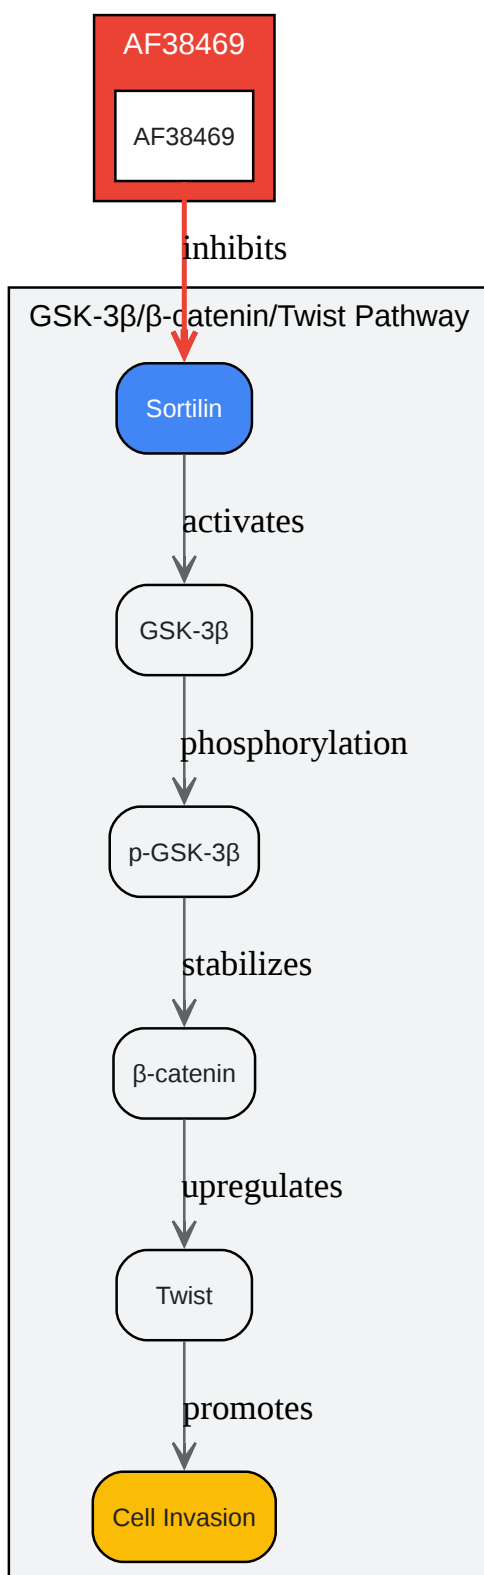 AF38469
AF38469
inhibits
GSK-3β/β-catenin/Twist Pathway
Sortilin
activates
GSK-3β
phosphorylation
p-GSK-3β
stabilizes
β-catenin
upregulates
Twist
promotes
Cell Invasion